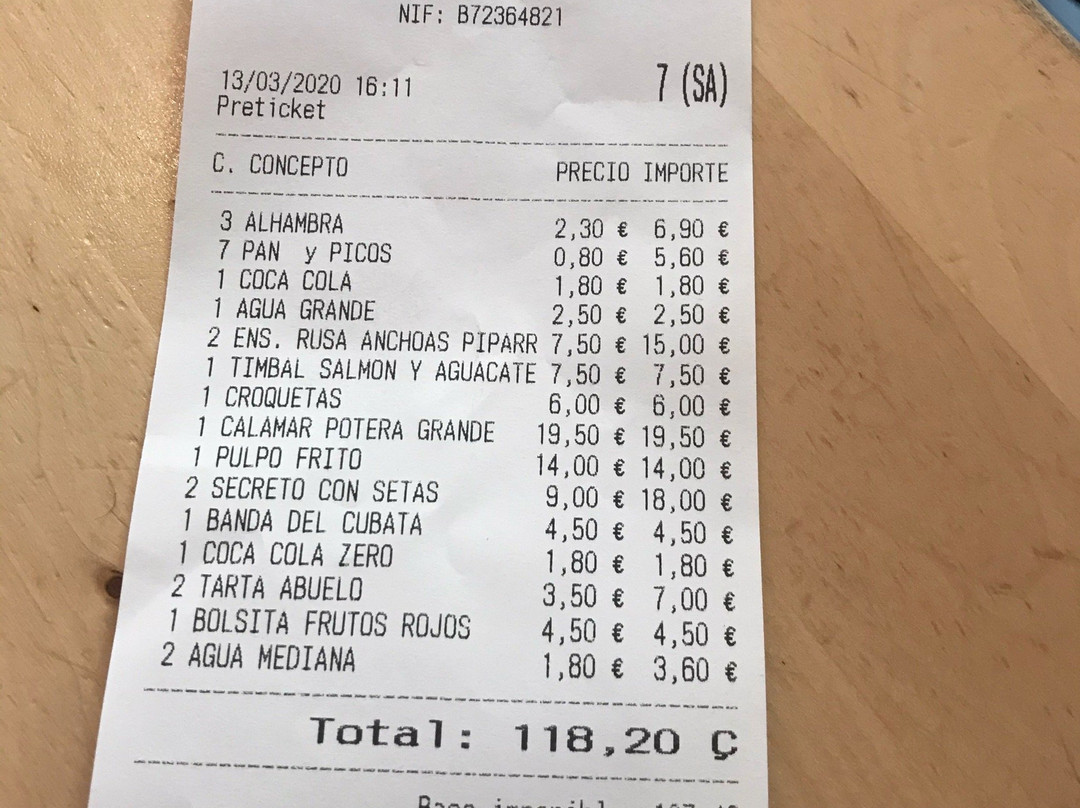 NIF: B72364821
13/03/2020 16:11 7 (SA)
Preticket
C. CONCEPTO PRECIO IMPORTE
3 ALHAMBRA 2,30 € 6,90 €
7 PAN y PICOS 0,80 € 5,60 €
1 COCA COLA 1,80 € 1,80 €
1 AGUA GRANDE 2,50 € 2,50 €
2 ENS. RUSA ANCHOAS PIPARR 7,50 € 15,00 €
1 TIMBAL SALMON Y AGUACATE 7,50 € 7,50 €
1 CROQUETAS 6,00 € 6,00 €
1 CALAMAR POTERA GRANDE 19,50 € 19,50 €
1 PULPO FRITO 14,00 € 14,00 €
2 SECRETO CON SETAS 9,00 € 18,00 €
1 BANDA DEL CUBATA 4,50 € 4,50 €
1 COCA COLA ZERO 1,80 € 1,80 €
2 TARTA ABUELO 3,50 € 7,00 €
1 BOLSITA FRUTOS ROJOS 4,50 € 4,50 €
2 AGUA MEDIANA 1,80 € 3,60 €
Total: 118,20 Ç